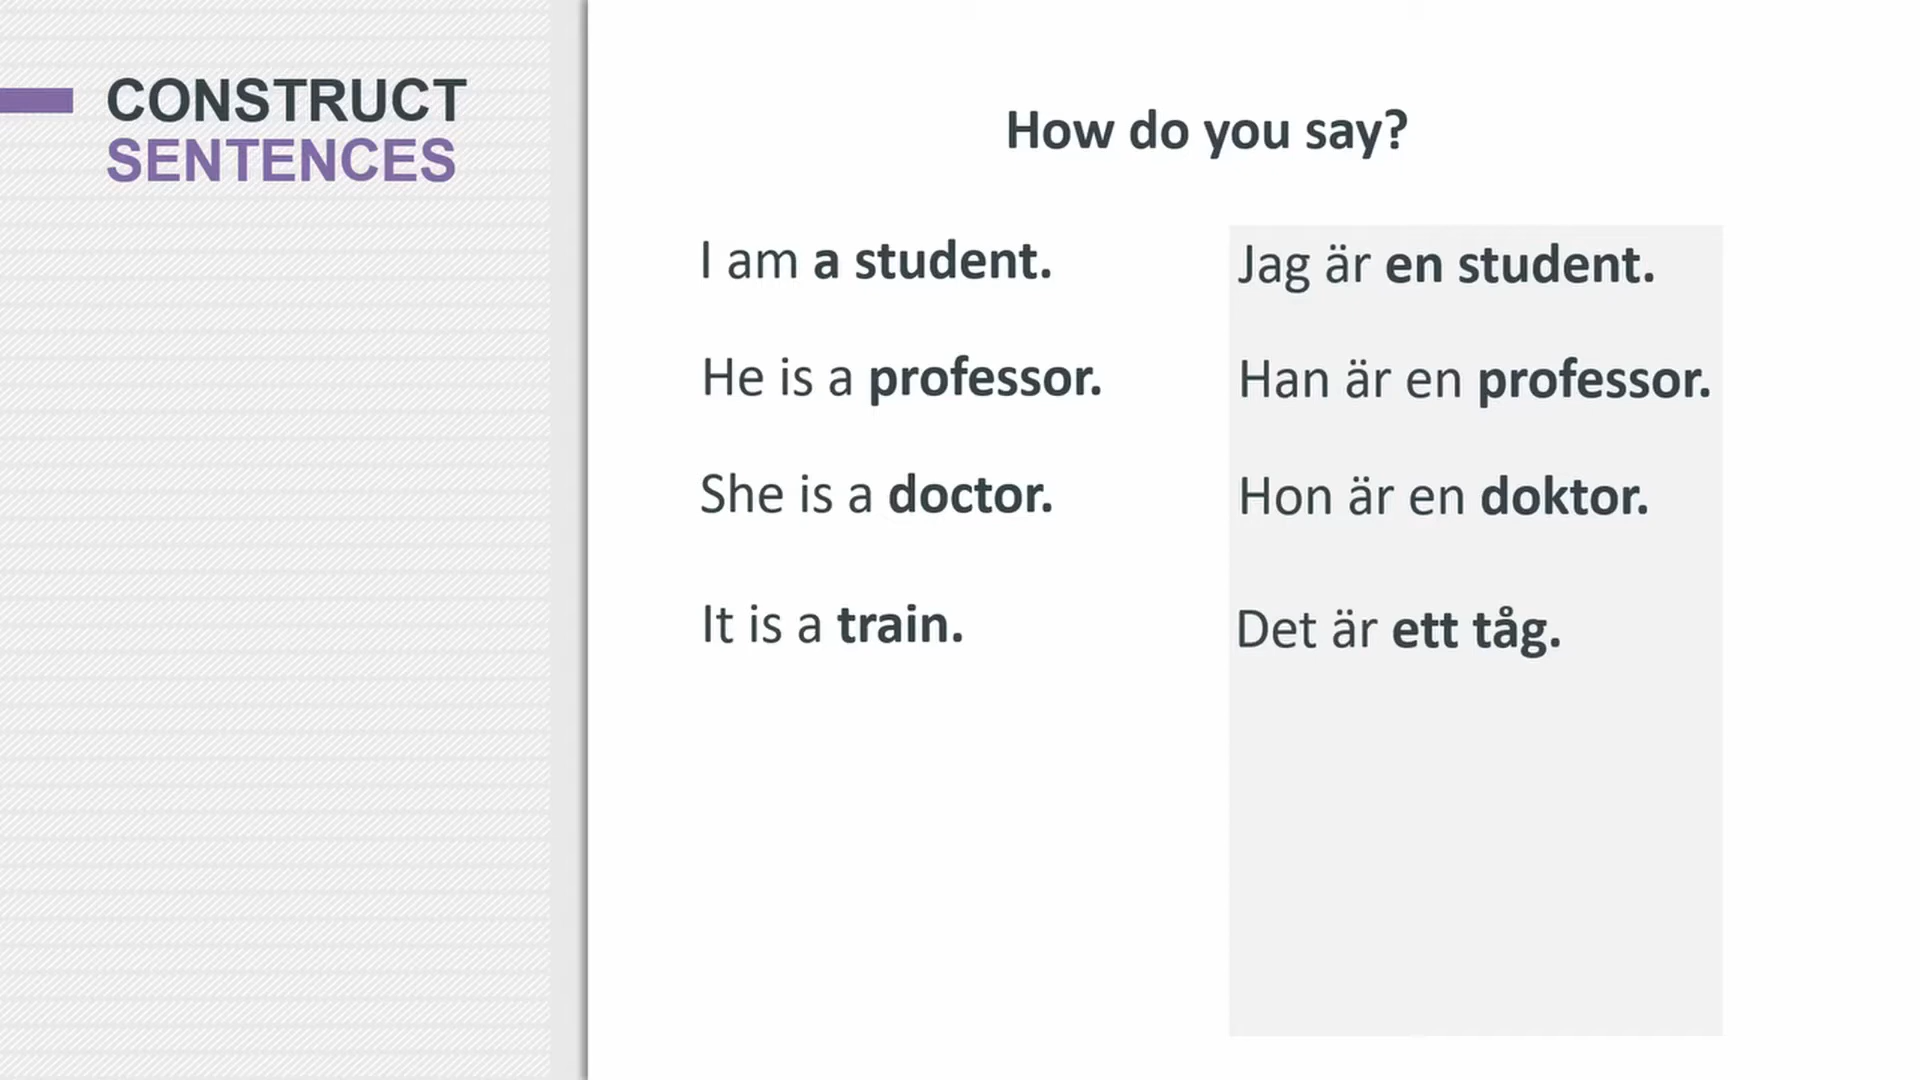 CONSTRUCT
SENTENCES
How do you say?
I am a student.
Jag är en student.
He is a professor.
Han är en professor.
She is a doctor.
Hon är en doktor.
It is a train.
Det är ett tåg.